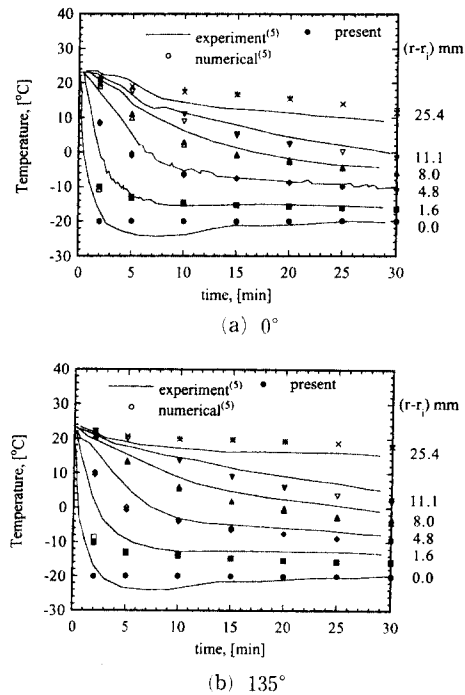 40
30
20
10
0
-10
-20
-30
Temperature, [°C]
experiment(5)
present
numerical(5)
(r-ri) mm
25.4
11.1
8.0
4.8
1.6
0.0
0 5 10 15 20 25 30
time, [min]
(a) 0°
40
30
20
10
0
-10
-20
-30
Temperature, [°C]
experiment(5)
present
numerical(5)
(r-ri) mm
25.4
11.1
8.0
4.8
1.6
0.0
0 5 10 15 20 25 30
time, [min]
(b) 135°